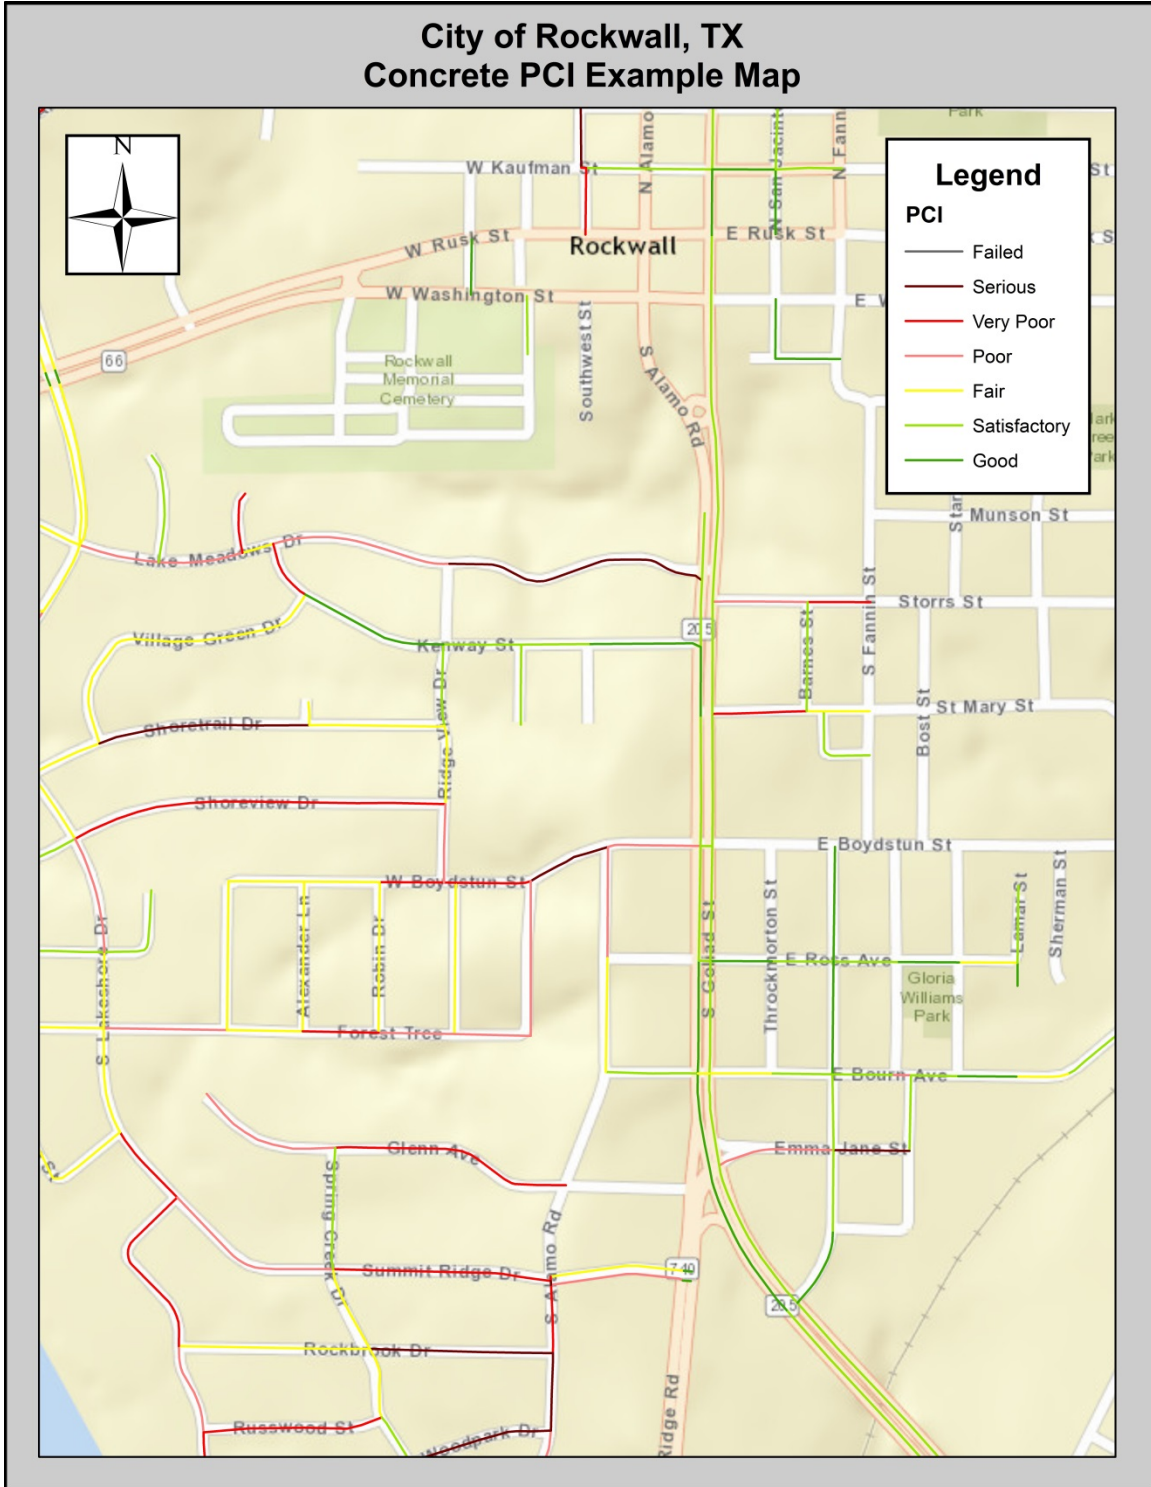 City of Rockwall, TX
Concrete PCI Example Map
N
Legend
PCI
Failed
Serious
Very Poor
Poor
Fair
Satisfactory
Good
Park
W Kaufman St
N Alamo
N San Jacint
N Fann
St
W Rusk St
Rockwall
E Rusk St
W Washington St
E W
66
Rockwall
Memorial
Cemetery
Southwest St
S Alamo Rd
Munson St
Lake Meadows Dr
Storrs St
S Fannin St
Village Green Dr
Kenway St
205
Barnes St
Ridge View Dr
Shoretrail Dr
St Mary St
Bost St
Shoreview Dr
E Boydstun St
W Boydstun St
S Lakeshore Dr
Alexander Ln
Robin Dr
S Goliad St
Throckmorton St
E Ross Ave
Lamar St
Sherman St
Gloria
Williams
Park
Forest Tree
E Bourn Ave
Glenn Ave
Emma Jane St
Spring Creek Dr
S Alamo Rd
Summit Ridge Dr
740
205
Rockbrook Dr
Russwood St
Woodpark Dr
Ridge Rd